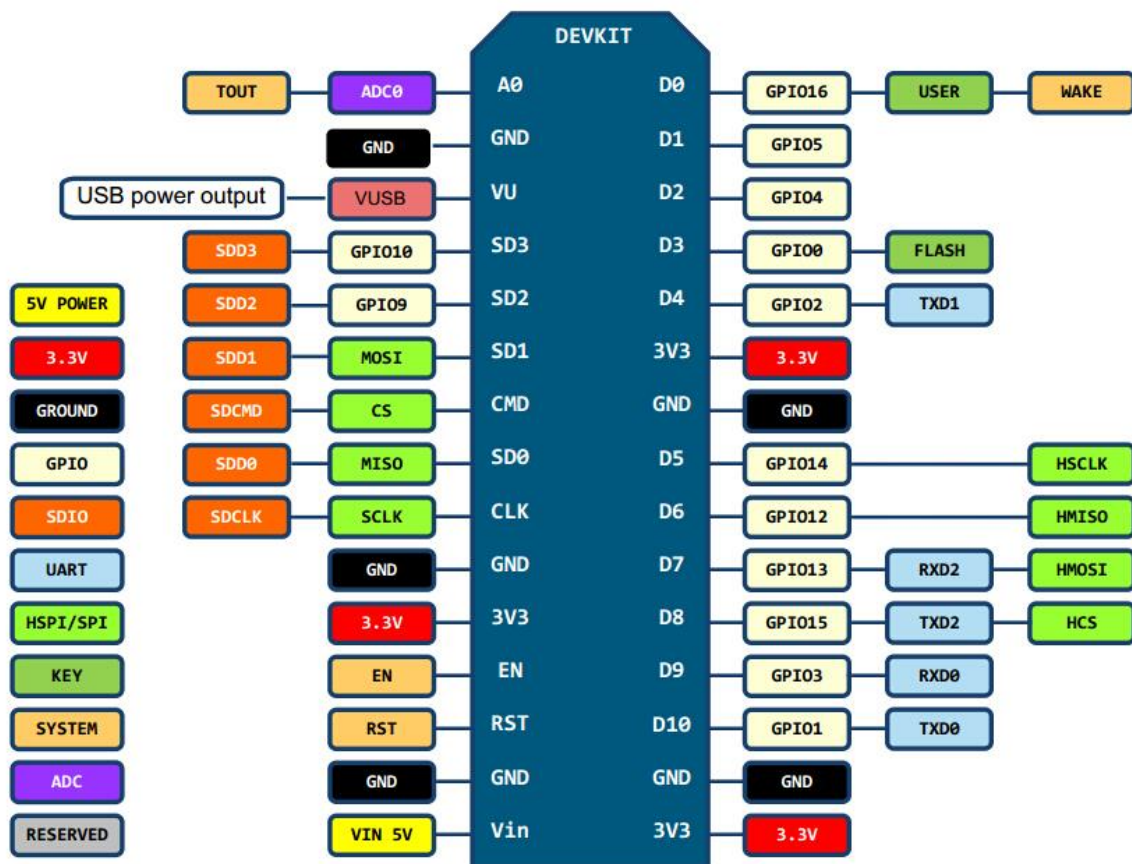 DEVKIT
TOUT ADC0 A0 D0 GPIO16 USER WAKE
GND GND D1 GPIO5
USB power output VUSB VU D2 GPIO4
SDD3 GPIO10 SD3 D3 GPIO0 FLASH
5V POWER SDD2 GPIO9 SD2 D4 GPIO2 TXD1
3.3V SDD1 MOSI SD1 3V3 3.3V
GROUND SDCMD CS CMD GND GND
GPIO SDD0 MISO SD0 D5 GPIO14 HSCLK
SDIO SDCLK SCLK CLK D6 GPIO12 HMISO
UART GND GND D7 GPIO13 RXD2 HMOSI
HSPI/SPI 3.3V 3V3 D8 GPIO15 TXD2 HCS
KEY EN EN D9 GPIO3 RXD0
SYSTEM RST RST D10 GPIO1 TXD0
ADC GND GND GND GND
RESERVED VIN 5V Vin 3V3 3.3V